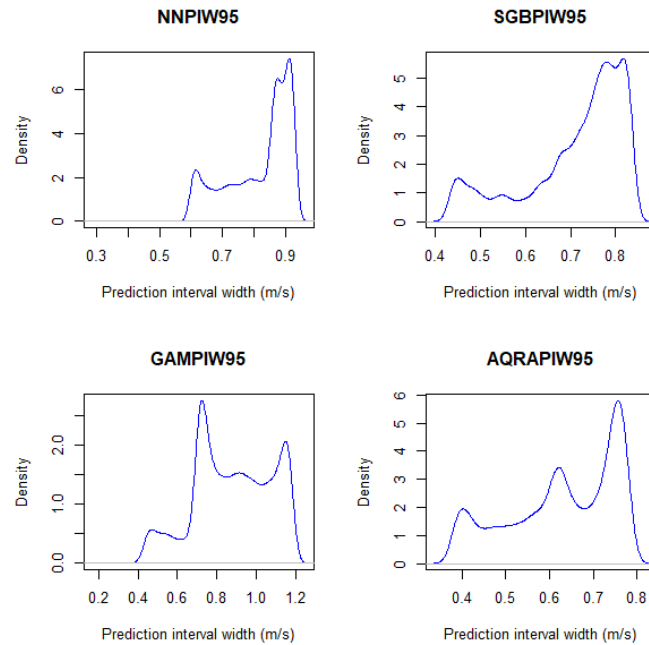 NNPIW95
Density
0 2 4 6
0.3 0.5 0.7 0.9
Prediction interval width (m/s)
SGBPIW95
Density
0 1 2 3 4 5
0.4 0.5 0.6 0.7 0.8
Prediction interval width (m/s)
GAMPIW95
Density
0.0 1.0 2.0
0.2 0.4 0.6 0.8 1.0 1.2
Prediction interval width (m/s)
AQRAPIW95
Density
0 1 2 3 4 5 6
0.4 0.5 0.6 0.7 0.8
Prediction interval width (m/s)